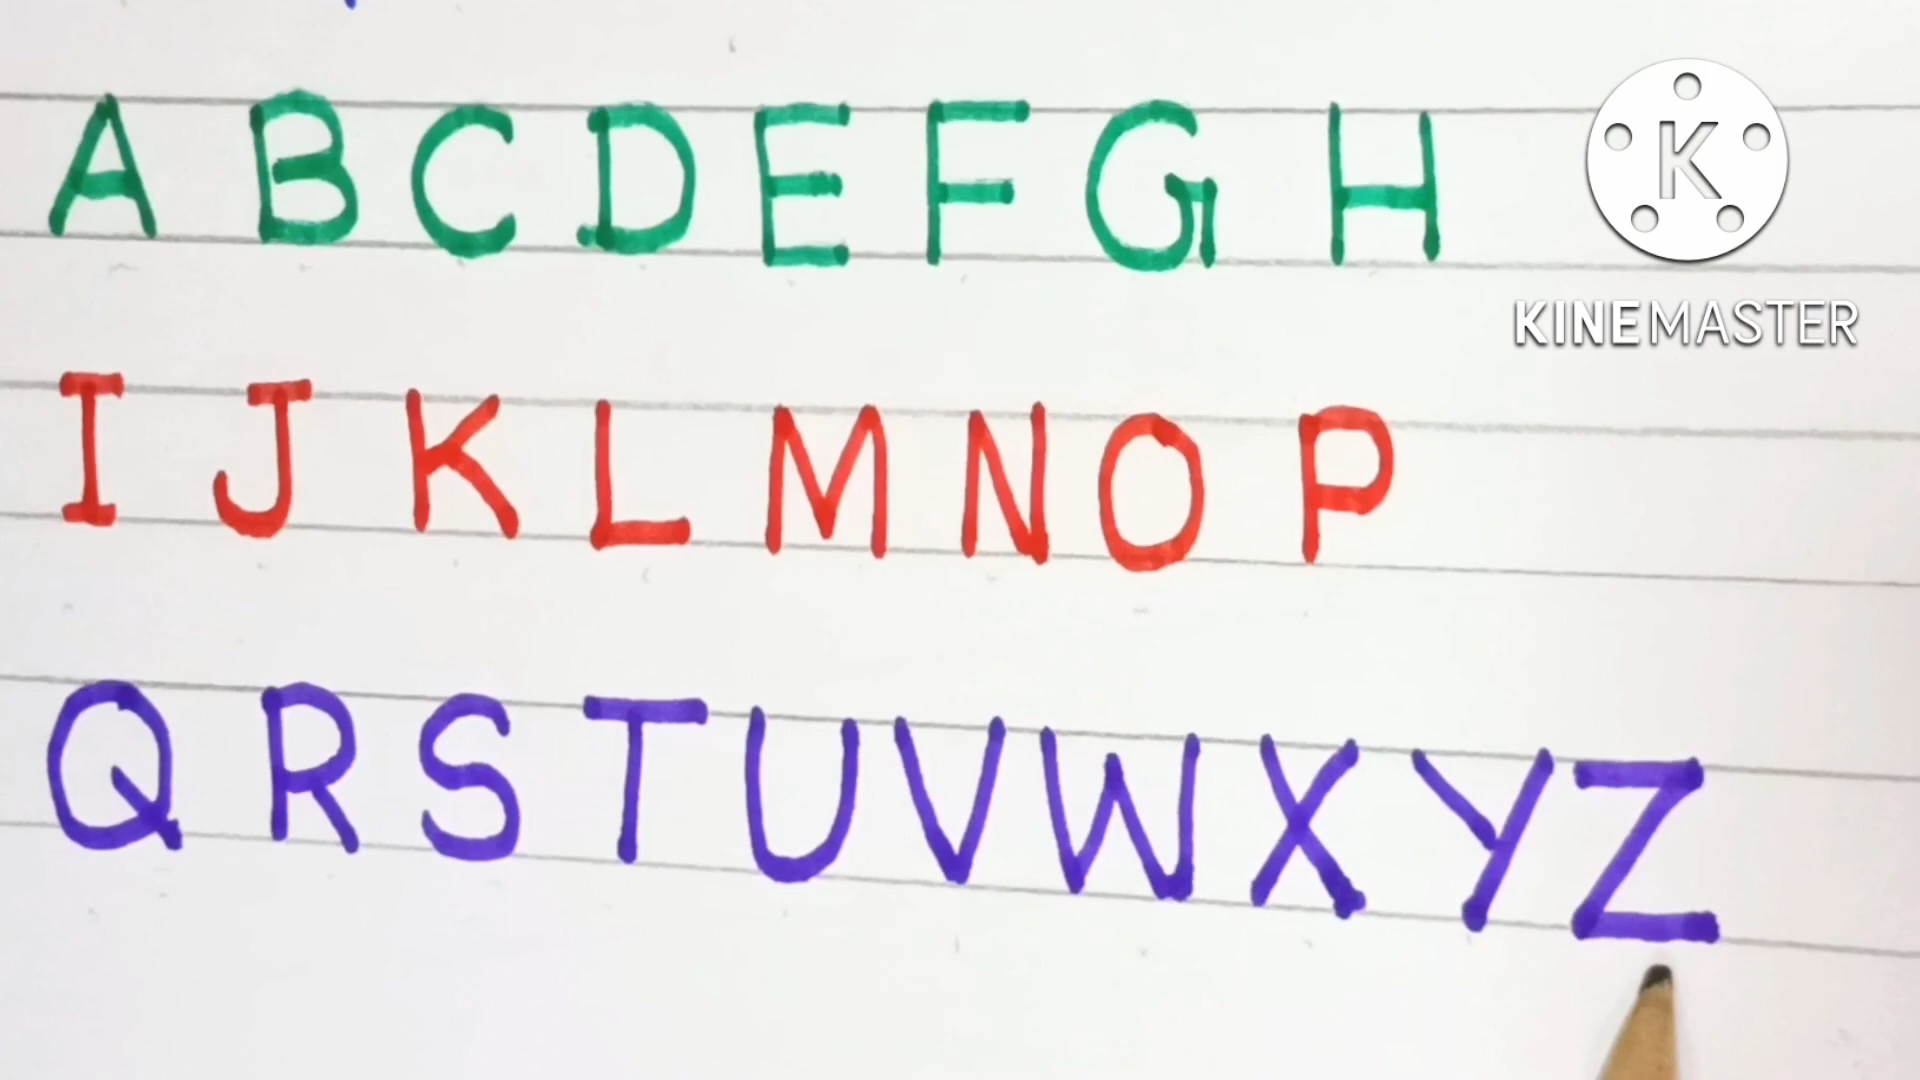 A B C D E F G H
K
KINEMASTER
I J K L M N O P
Q R S T U V W X Y Z